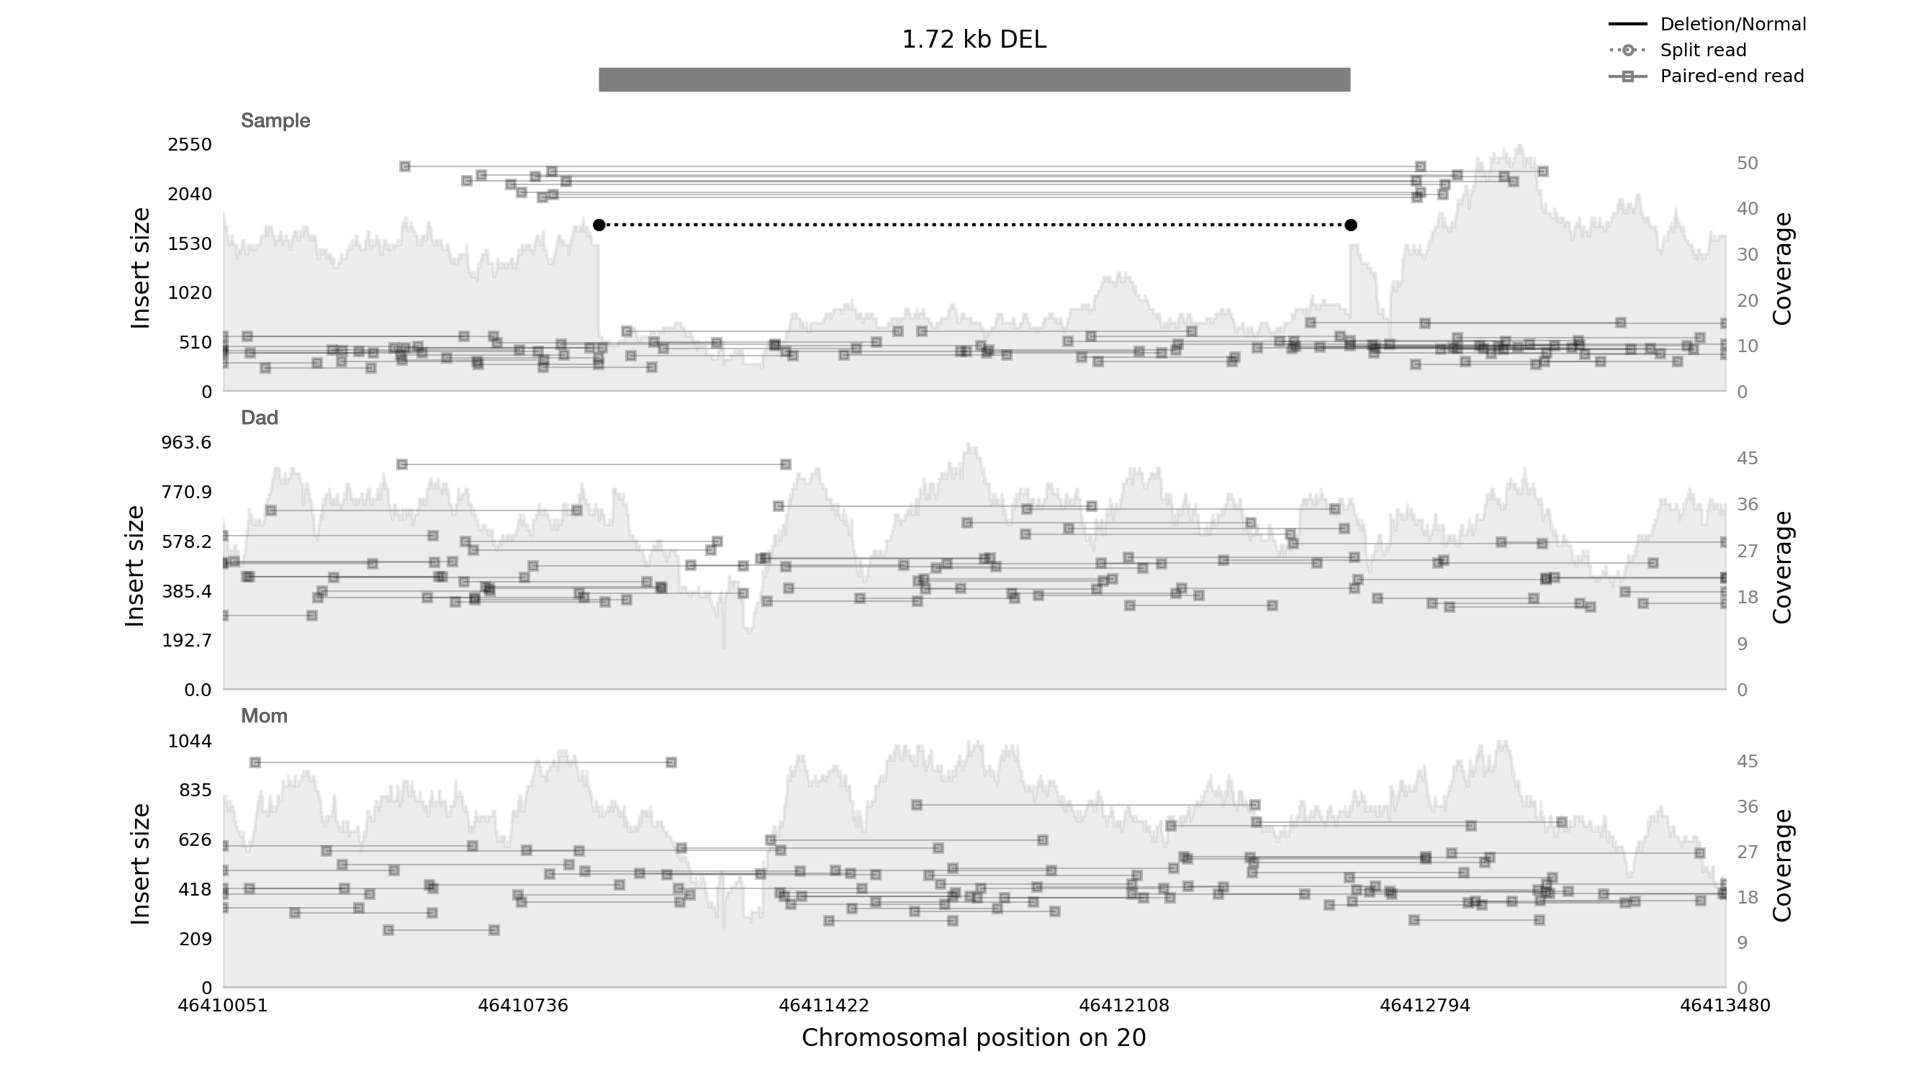 1.72 kb DEL
Deletion/Normal
Split read
Paired-end read
Sample
2550
2040
1530
1020
510
0
Insert size
50
40
30
20
10
0
Coverage
Dad
963.6
770.9
578.2
385.4
192.7
0.0
Insert size
45
36
27
18
9
0
Coverage
Mom
1044
835
626
418
209
0
Insert size
45
36
27
18
9
0
Coverage
46410051 46410736 46411422 46412108 46412794 46413480
Chromosomal position on 20